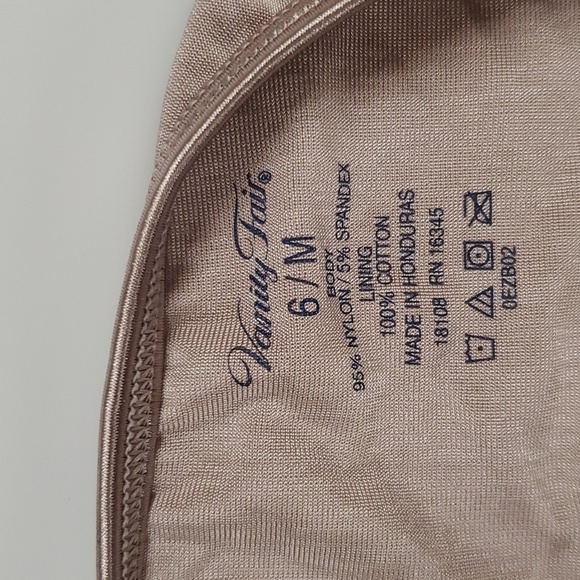 Vanity Fair®
6 / M
BODY
95% NYLON / 5% SPANDEX
LINING
100% COTTON
MADE IN HONDURAS
18108 RN 16345
0EZB02